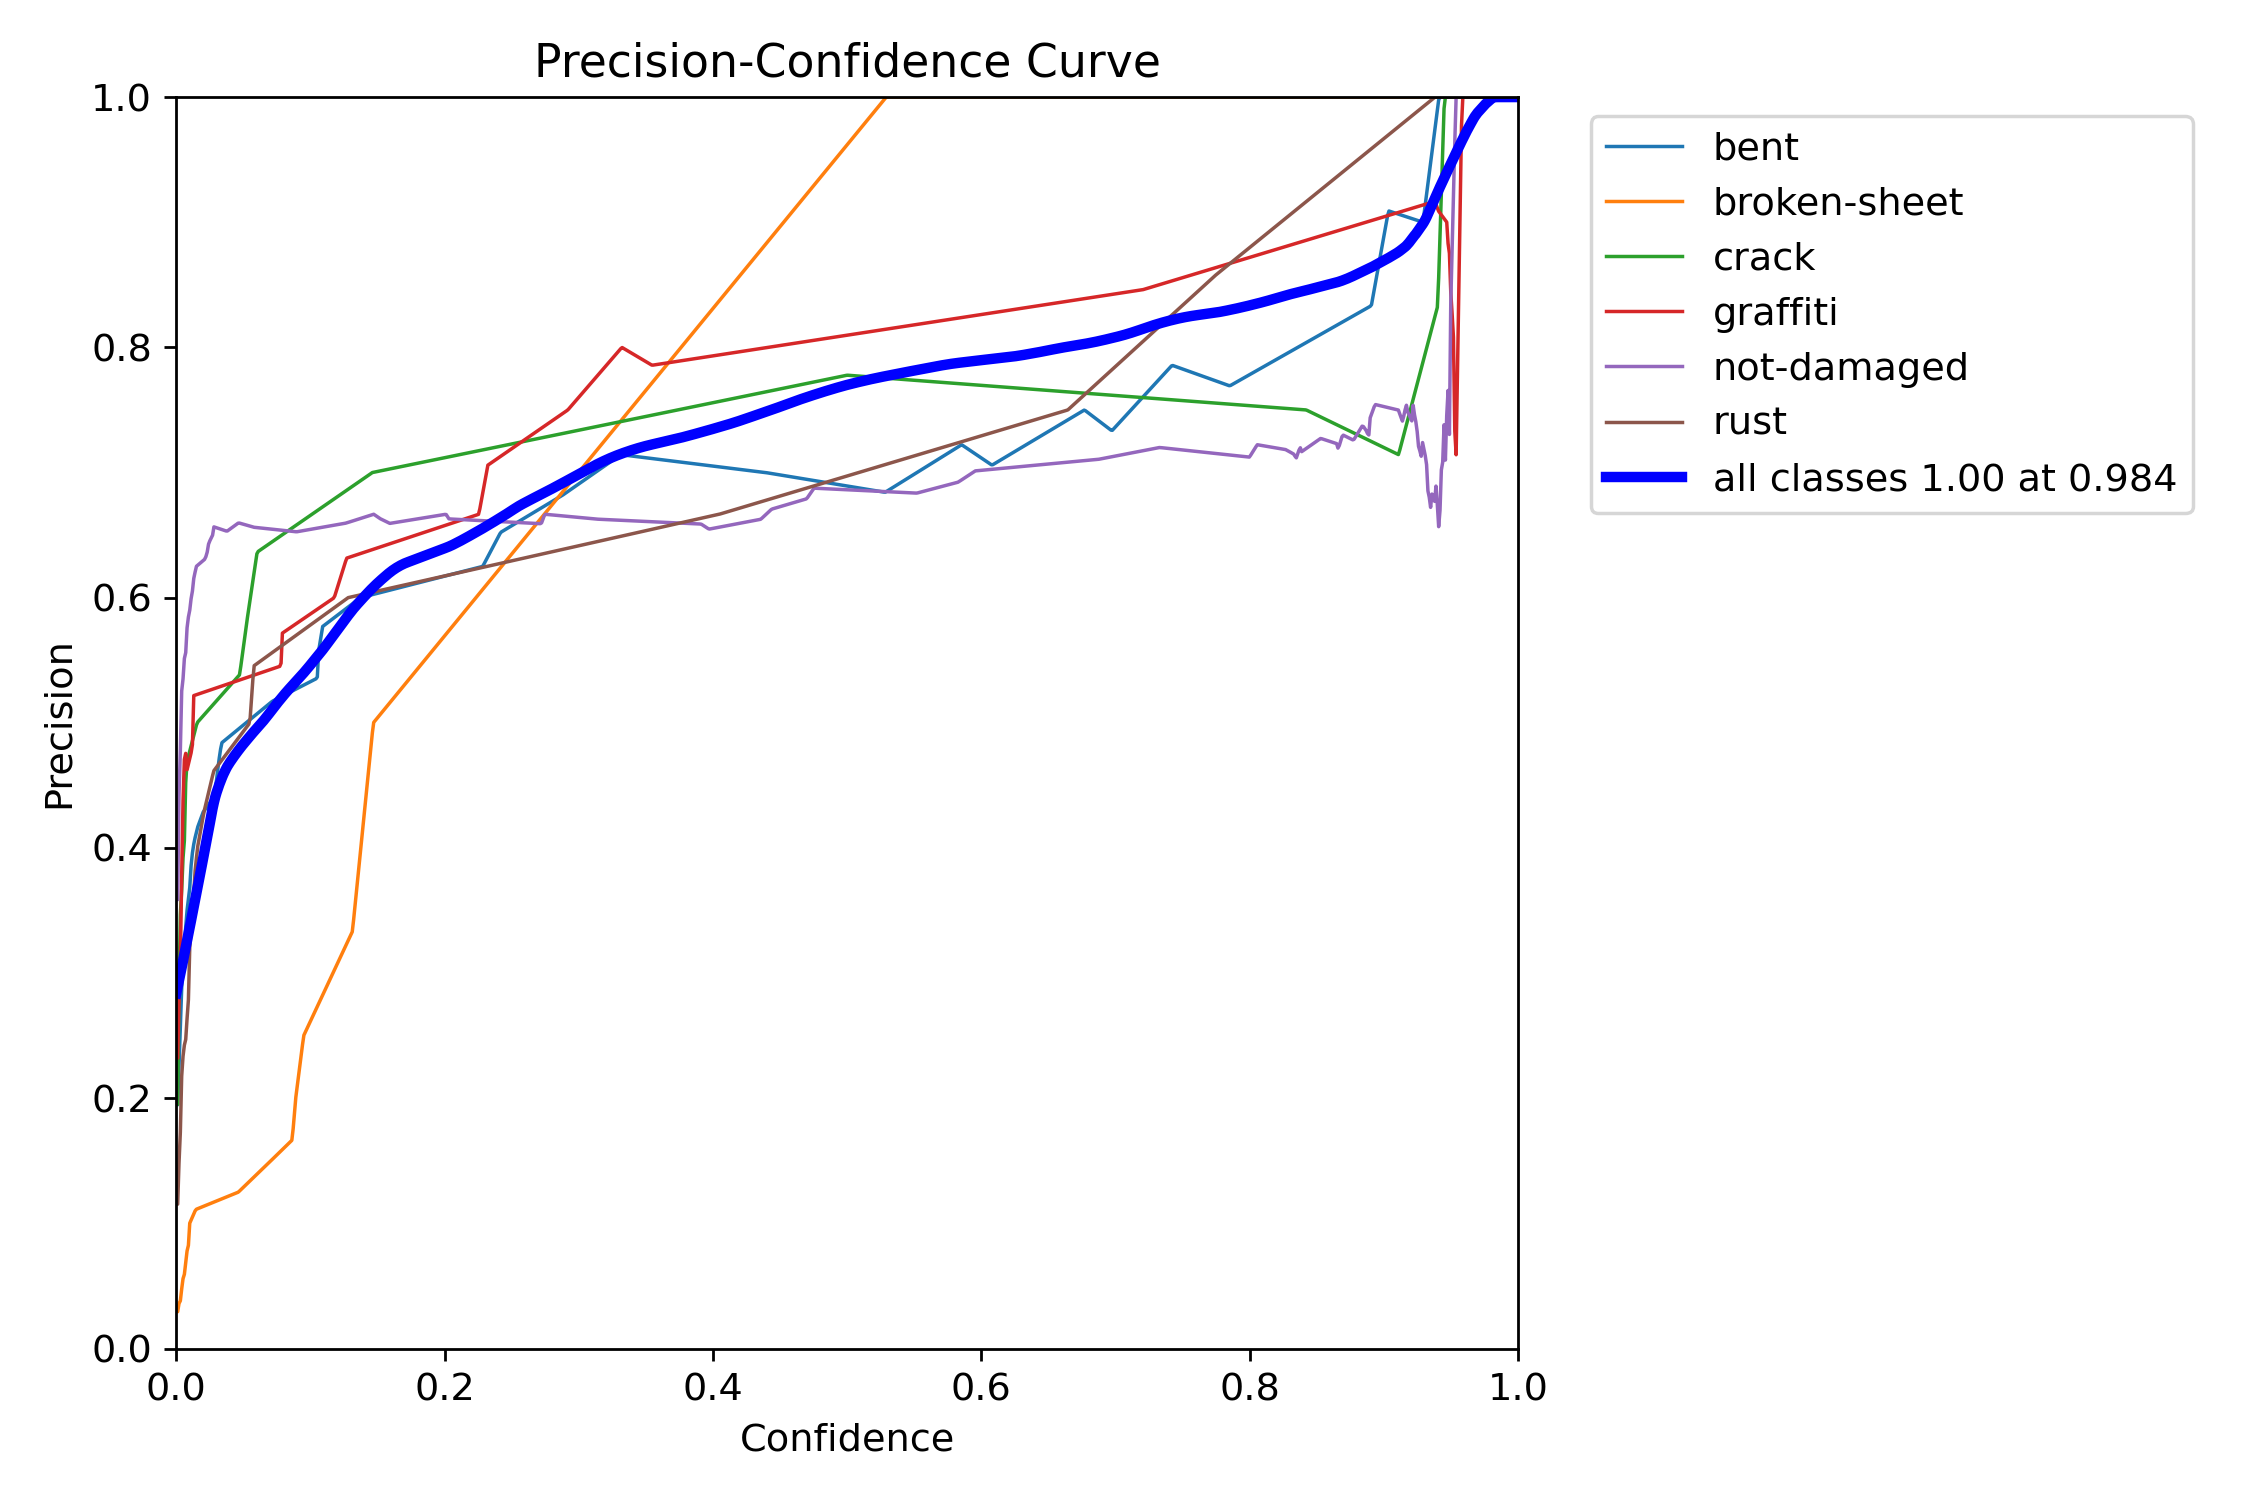 Precision-Confidence Curve
1.0
0.8
0.6
0.4
0.2
0.0
Precision
0.0 0.2 0.4 0.6 0.8 1.0
Confidence
bent
broken-sheet
crack
graffiti
not-damaged
rust
all classes 1.00 at 0.984